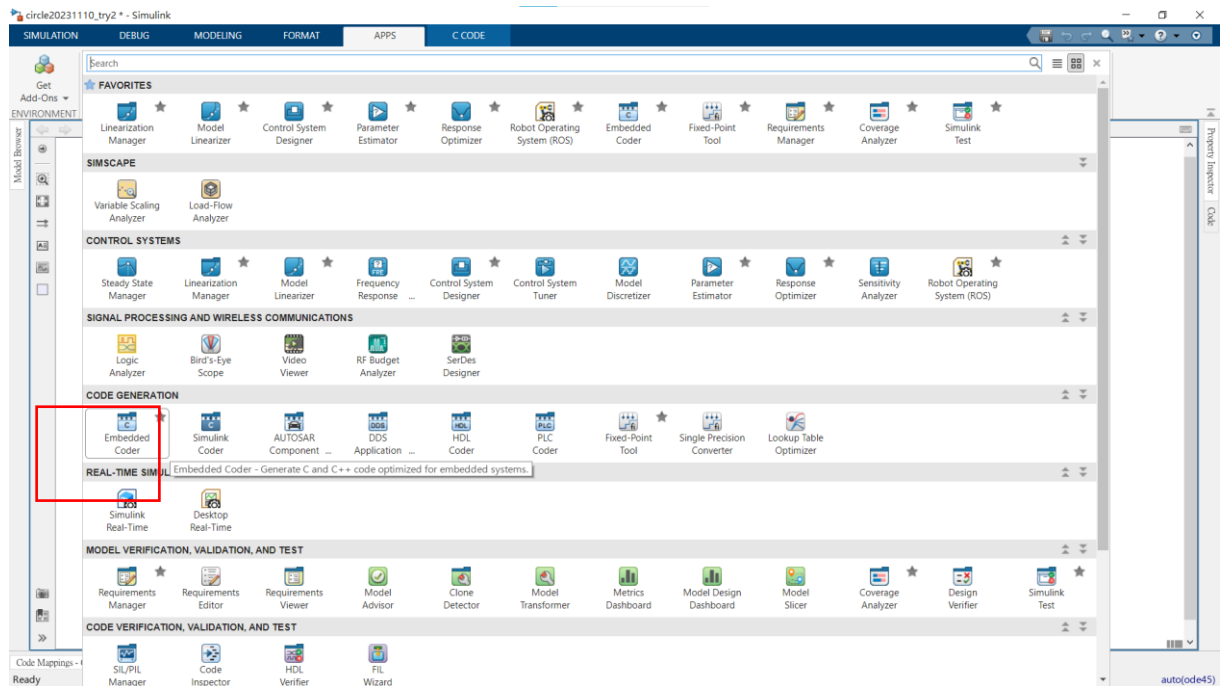 circle20231110_try2 * - Simulink
SIMULATION DEBUG MODELING FORMAT APPS C CODE
Search
Get
Add-Ons
ENVIRONMENT
FAVORITES
Linearization Manager
Model Linearizer
Control System Designer
Parameter Estimator
Response Optimizer
Robot Operating System (ROS)
Embedded Coder
Fixed-Point Tool
Requirements Manager
Coverage Analyzer
Simulink Test
SIMSCAPE
Variable Scaling Analyzer
Load-Flow Analyzer
CONTROL SYSTEMS
Steady State Manager
Linearization Manager
Model Linearizer
Frequency Response ...
Control System Designer
Control System Tuner
Model Discretizer
Parameter Estimator
Response Optimizer
Sensitivity Analyzer
Robot Operating System (ROS)
SIGNAL PROCESSING AND WIRELESS COMMUNICATIONS
Logic Analyzer
Bird's-Eye Scope
Video Viewer
RF Budget Analyzer
SerDes Designer
CODE GENERATION
Embedded Coder
Simulink Coder
AUTOSAR Component ...
DDS Application ...
HDL Coder
PLC Coder
Fixed-Point Tool
Single Precision Converter
Lookup Table Optimizer
Embedded Coder - Generate C and C++ code optimized for embedded systems.
REAL-TIME SIMUL
Simulink Real-Time
Desktop Real-Time
MODEL VERIFICATION, VALIDATION, AND TEST
Requirements Manager
Requirements Editor
Requirements Viewer
Model Advisor
Clone Detector
Model Transformer
Metrics Dashboard
Model Design Dashboard
Model Slicer
Coverage Analyzer
Design Verifier
Simulink Test
CODE VERIFICATION, VALIDATION, AND TEST
SIL/PIL Manager
Code Inspector
HDL Verifier
FIL Wizard
Model Browser
Property Inspector
Code
Code Mappings -
Ready
auto(ode45)